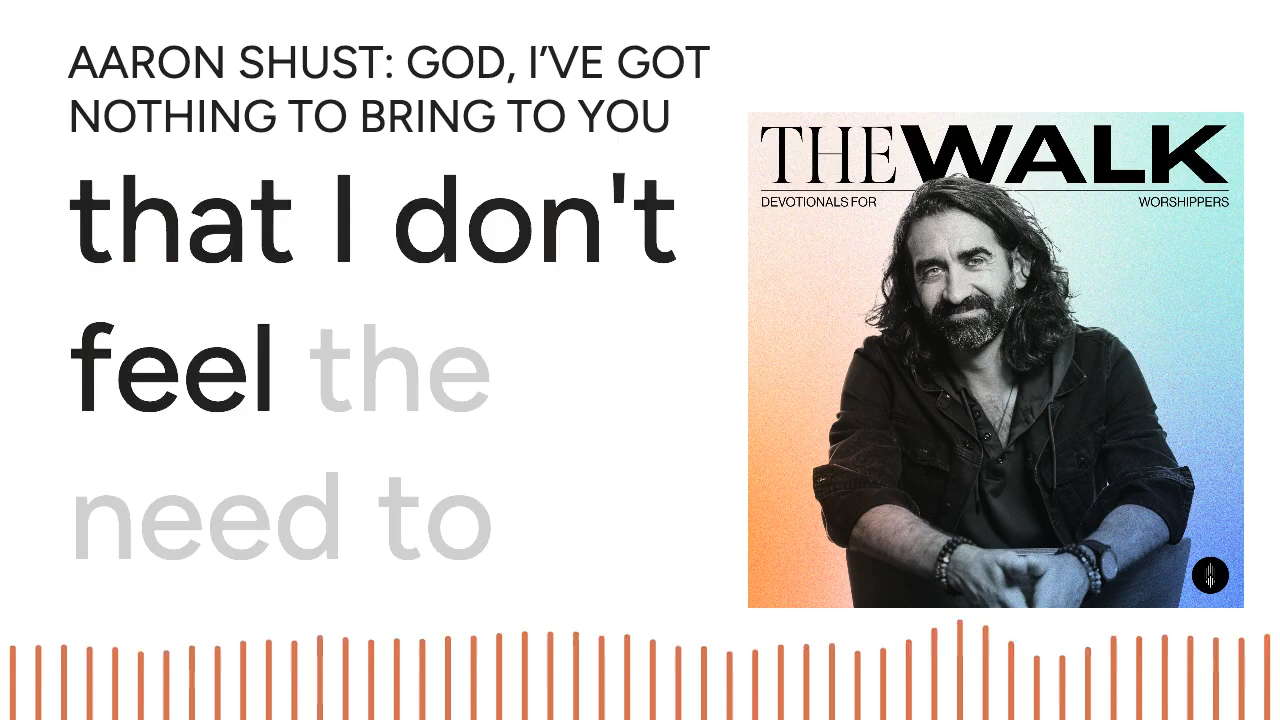 AARON SHUST: GOD, I’VE GOT
NOTHING TO BRING TO YOU
that I don't
feel the
need to
THE WALK
DEVOTIONALS FOR WORSHIPPERS